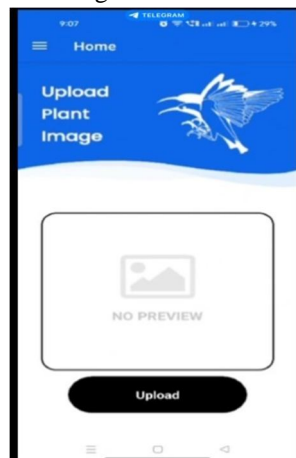 TELEGRAM
9:07
29%
Home
Upload
Plant
Image
NO PREVIEW
Upload